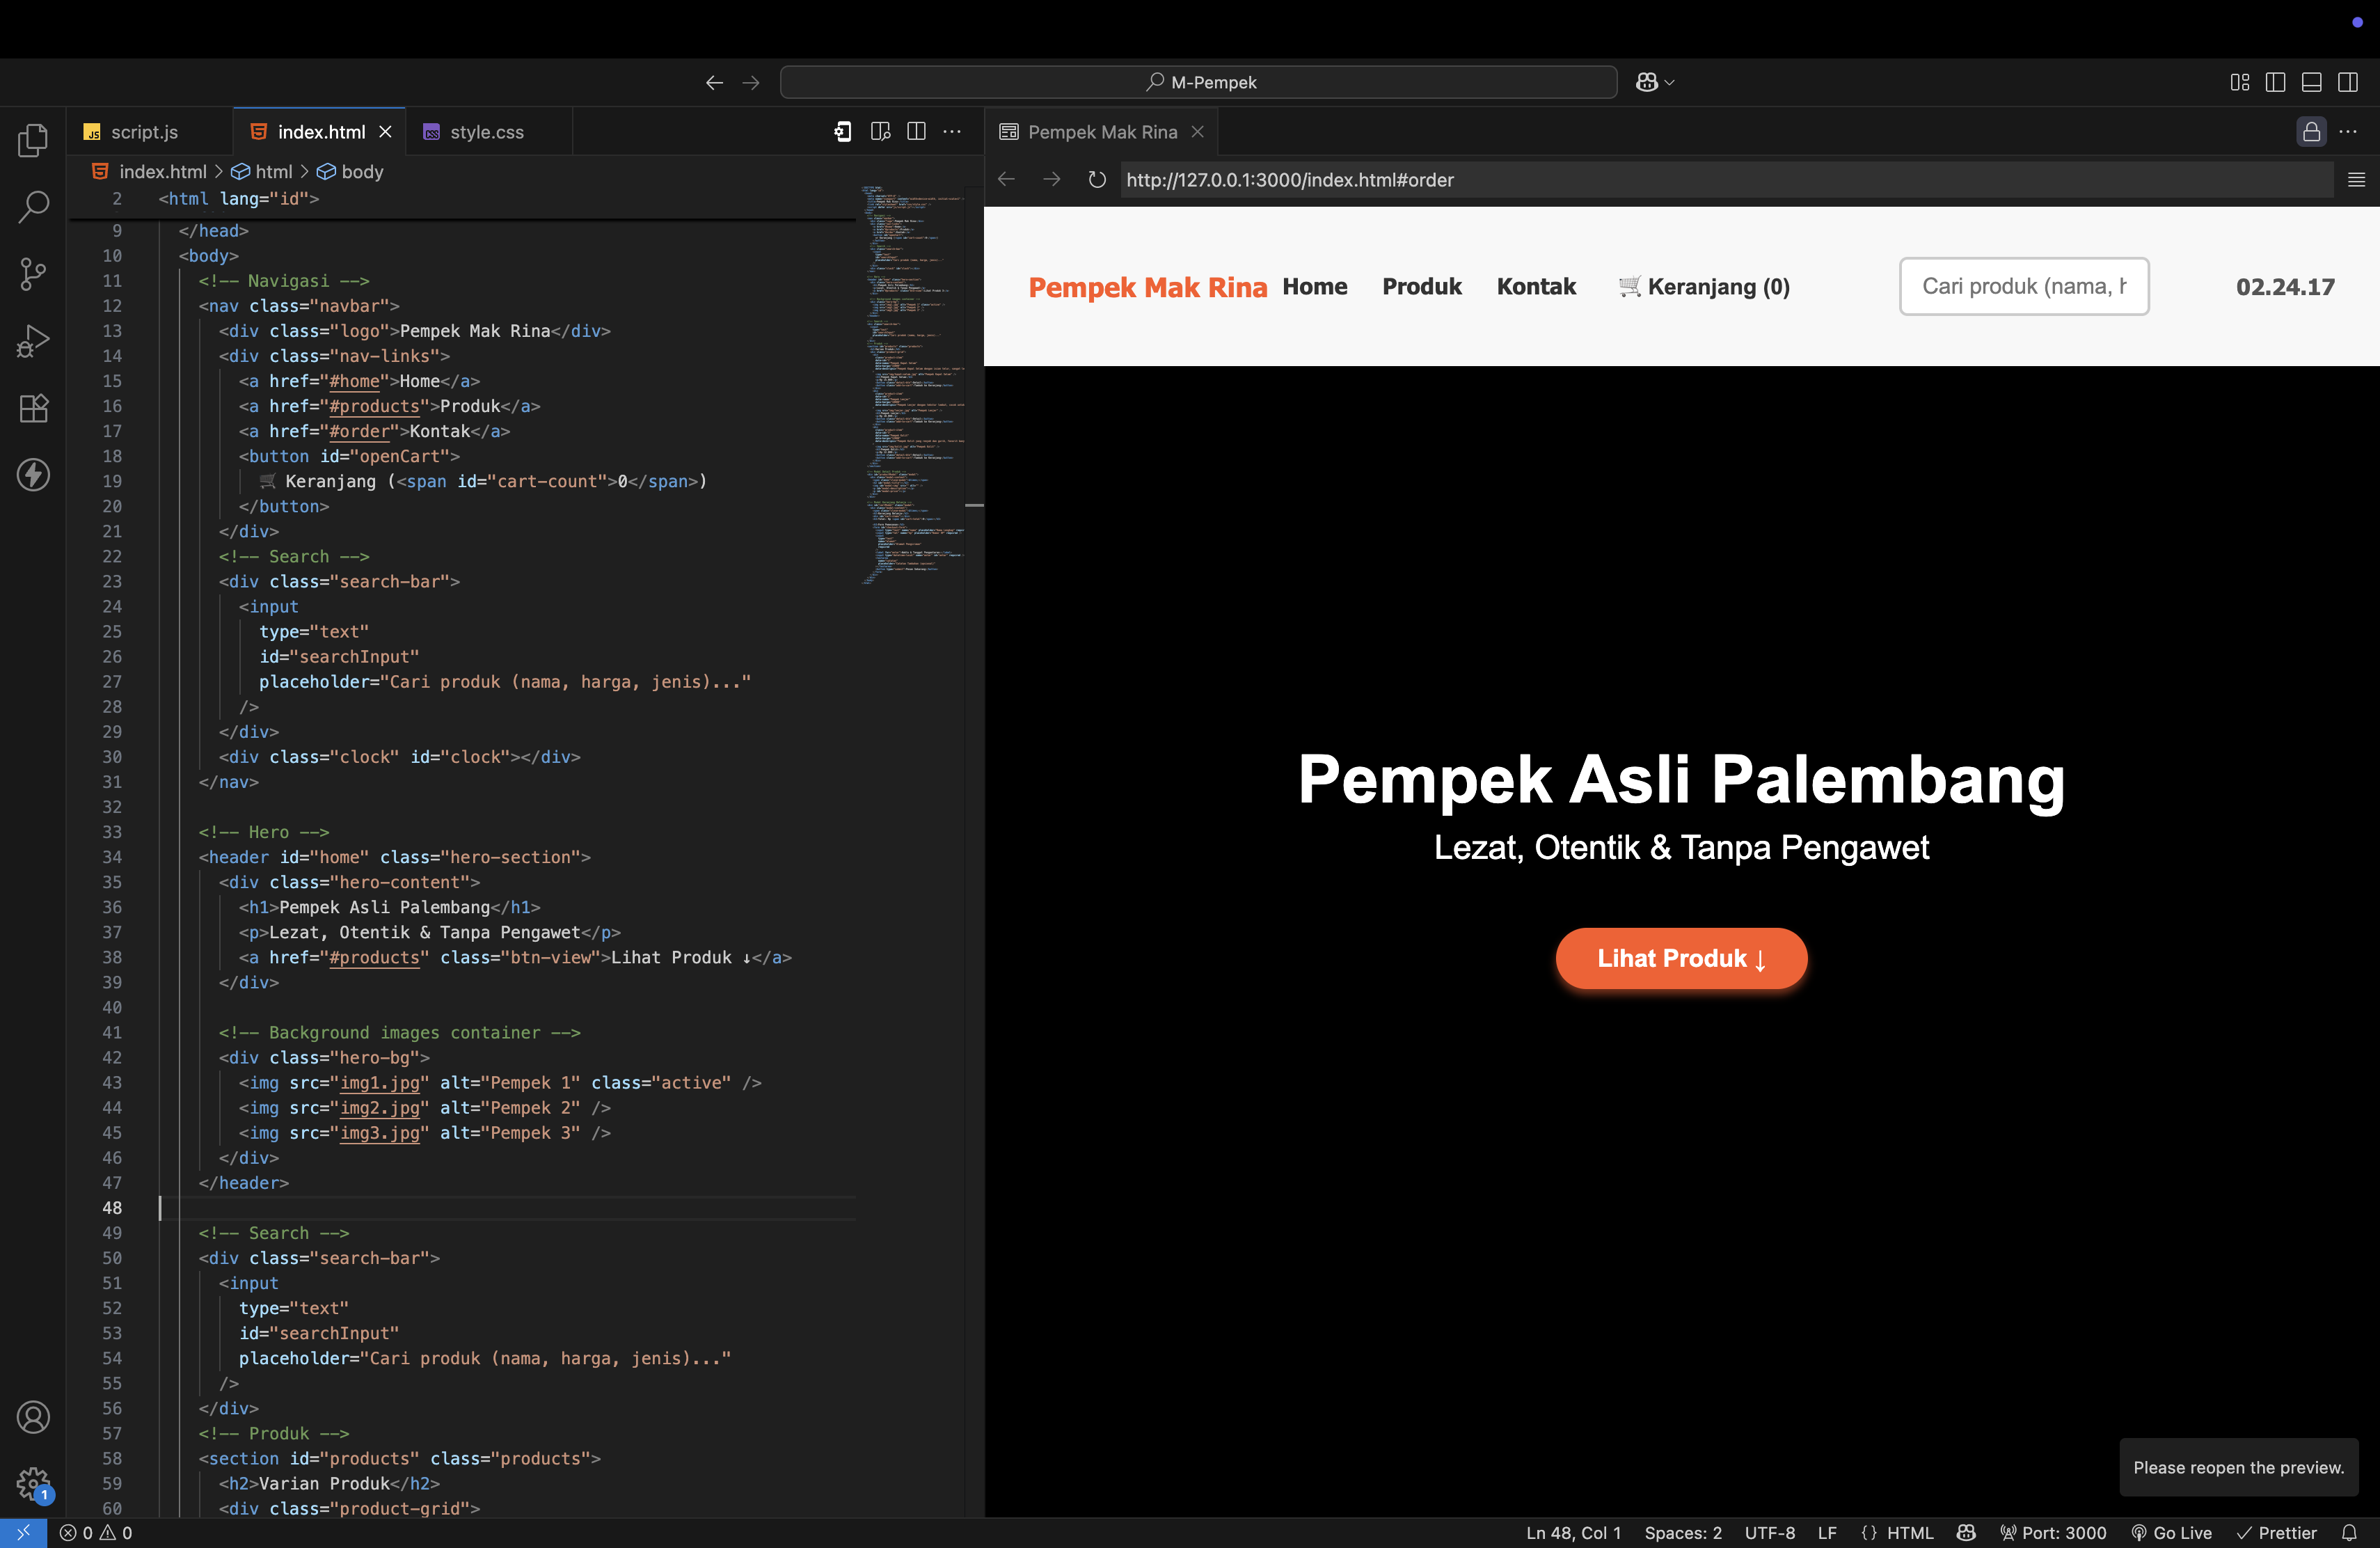 M-Pempek
script.js
index.html
style.css
index.html > html > body
2 <html lang="id">
9 </head>
10 <body>
11 <!-- Navigasi -->
12 <nav class="navbar">
13 <div class="logo">Pempek Mak Rina</div>
14 <div class="nav-links">
15 <a href="#home">Home</a>
16 <a href="#products">Produk</a>
17 <a href="#order">Kontak</a>
18 <button id="openCart">
19 🛒 Keranjang (<span id="cart-count">0</span>)
20 </button>
21 </div>
22 <!-- Search -->
23 <div class="search-bar">
24 <input
25 type="text"
26 id="searchInput"
27 placeholder="Cari produk (nama, harga, jenis)..."
28 />
29 </div>
30 <div class="clock" id="clock"></div>
31 </nav>
32
33 <!-- Hero -->
34 <header id="home" class="hero-section">
35 <div class="hero-content">
36 <h1>Pempek Asli Palembang</h1>
37 <p>Lezat, Otentik & Tanpa Pengawet</p>
38 <a href="#products" class="btn-view">Lihat Produk ↓</a>
39 </div>
40
41 <!-- Background images container -->
42 <div class="hero-bg">
43 <img src="img1.jpg" alt="Pempek 1" class="active" />
44 <img src="img2.jpg" alt="Pempek 2" />
45 <img src="img3.jpg" alt="Pempek 3" />
46 </div>
47 </header>
48
49 <!-- Search -->
50 <div class="search-bar">
51 <input
52 type="text"
53 id="searchInput"
54 placeholder="Cari produk (nama, harga, jenis)..."
55 />
56 </div>
57 <!-- Produk -->
58 <section id="products" class="products">
59 <h2>Varian Produk</h2>
60 <div class="product-grid">
Pempek Mak Rina
http://127.0.0.1:3000/index.html#order
Pempek Mak Rina Home Produk Kontak 🛒 Keranjang (0) Cari produk (nama, h 02.24.17
Pempek Asli Palembang
Lezat, Otentik & Tanpa Pengawet
Lihat Produk ↓
Please reopen the preview.
1
0 0
Ln 48, Col 1 Spaces: 2 UTF-8 LF {} HTML Port: 3000 Go Live Prettier